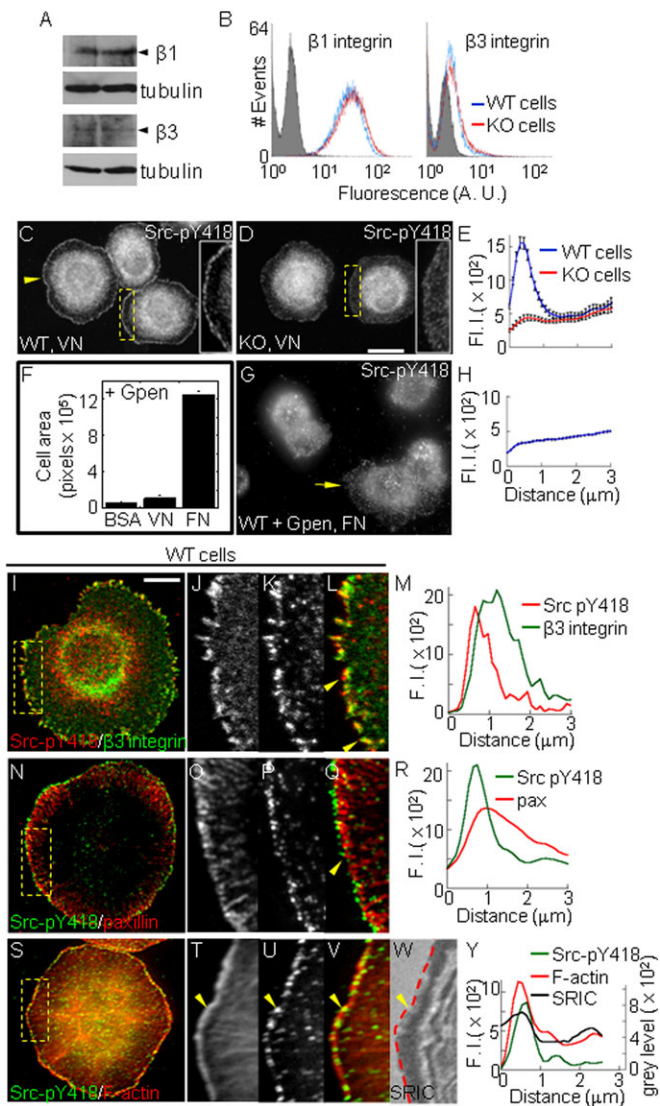 A
β1
tubulin
β3
tubulin
B
64
β1 integrin
β3 integrin
32
# Events
WT cells
KO cells
0
10⁰ 10¹ 10² 10⁰ 10¹ 10²
Fluorescence (A. U.)
C
Src-pY418
WT, VN
D
Src-pY418
KO, VN
E
15
10
5
0
Fl.I.( × 10²)
WT cells
KO cells
F
+ Gpen
Cell area
(pixels × 10⁵)
12
8
4
0
BSA VN FN
G
Src-pY418
WT + Gpen, FN
H
10
5
0
Fl.I.( × 10²)
0 1 2 3
Distance (μm)
WT cells
I
Src-pY418/β3 integrin
J
K
L
M
20
10
0
F.I.( × 10²)
Src pY418
β3 integrin
0 1 2 3
Distance (μm)
N
Src-pY418/paxillin
O
P
Q
R
20
10
0
F.I.( × 10²)
Src pY418
pax
0 1 2 3
Distance (μm)
S
Src-pY418/F-actin
T
U
V
W
SRIC
Y
Src-pY418
F-actin
SRIC
10
5
0
F.I.( × 10²)
8
6
4
2
grey level ( × 10²)
0 1 2
Distance (μm)